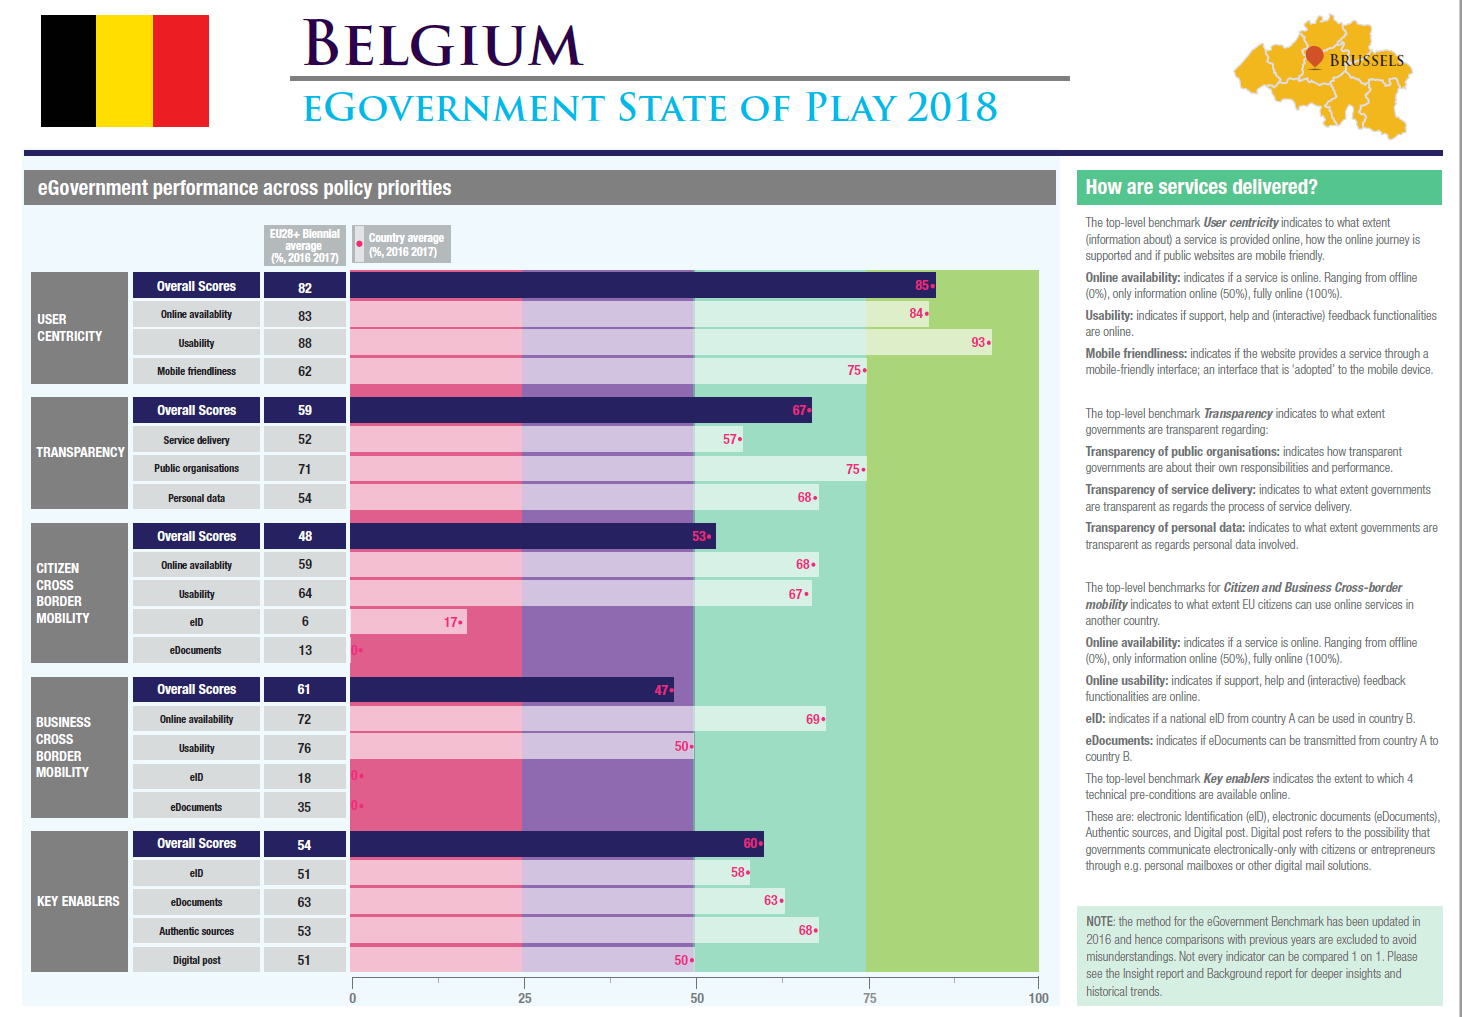 BELGIUM
EGOVERNMENT STATE OF PLAY 2018
BRUSSELS
eGovernment performance across policy priorities
EU28+ Biennial
average
(%, 2016 2017)
Country average
(%, 2016 2017)
USER
CENTRICITY
Overall Scores 82 85
Online availablity 83 84
Usability 88 93
Mobile friendliness 62 75
TRANSPARENCY
Overall Scores 59 67
Service delivery 52 57
Public organisations 71 75
Personal data 54 68
CITIZEN
CROSS
BORDER
MOBILITY
Overall Scores 48 53
Online availablity 59 68
Usability 64 67
eID 6 17
eDocuments 13 0
BUSINESS
CROSS
BORDER
MOBILITY
Overall Scores 61 47
Online availability 72 69
Usability 76 50
eID 18 0
eDocuments 35 0
KEY ENABLERS
Overall Scores 54 60
eID 51 58
eDocuments 63 63
Authentic sources 53 68
Digital post 51 50
0 25 50 75 100
How are services delivered?
The top-level benchmark User centricity indicates to what extent
(information about) a service is provided online, how the online journey is
supported and if public websites are mobile friendly.
Online availability: indicates if a service is online. Ranging from offline
(0%), only information online (50%), fully online (100%).
Usability: indicates if support, help and (interactive) feedback functionalities
are online.
Mobile friendliness: indicates if the website provides a service through a
mobile-friendly interface; an interface that is 'adopted' to the mobile device.
The top-level benchmark Transparency indicates to what extent
governments are transparent regarding:
Transparency of public organisations: indicates how transparent
governments are about their own responsibilities and performance.
Transparency of service delivery: indicates to what extent governments
are transparent as regards the process of service delivery.
Transparency of personal data: indicates to what extent governments are
transparent as regards personal data involved.
The top-level benchmarks for Citizen and Business Cross-border
mobility indicates to what extent EU citizens can use online services in
another country.
Online availability: indicates if a service is online. Ranging from offline
(0%), only information online (50%), fully online (100%).
Online usability: indicates if support, help and (interactive) feedback
functionalities are online.
eID: indicates if a national eID from country A can be used in country B.
eDocuments: indicates if eDocuments can be transmitted from country A to
country B.
The top-level benchmark Key enablers indicates the extent to which 4
technical pre-conditions are available online.
These are: electronic Identification (eID), electronic documents (eDocuments),
Authentic sources, and Digital post. Digital post refers to the possibility that
governments communicate electronically-only with citizens or entrepreneurs
through e.g. personal mailboxes or other digital mail solutions.
NOTE: the method for the eGovernment Benchmark has been updated in
2016 and hence comparisons with previous years are excluded to avoid
misunderstandings. Not every indicator can be compared 1 on 1. Please
see the Insight report and Background report for deeper insights and
historical trends.